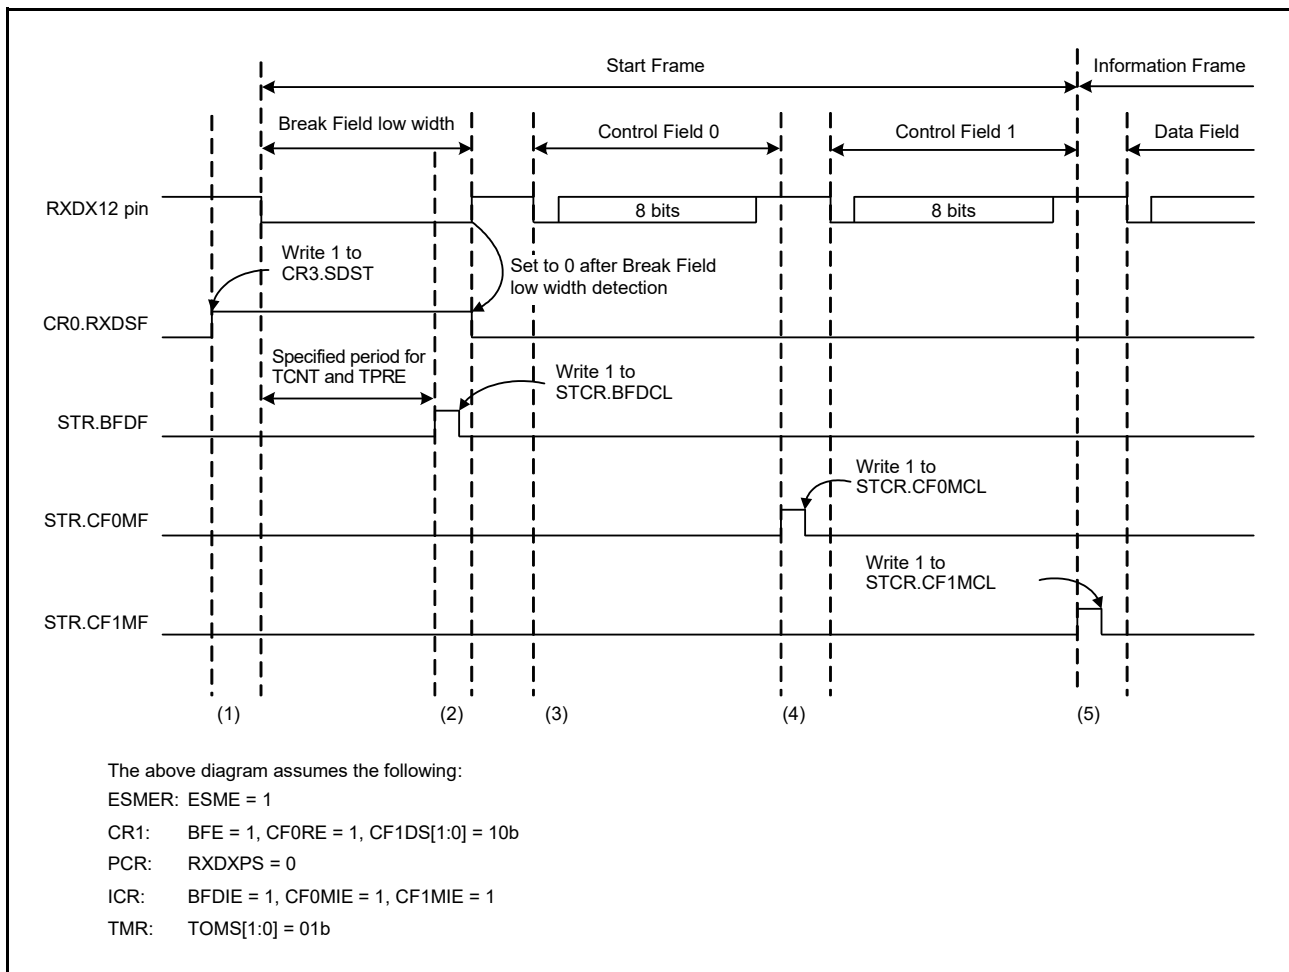 Start Frame
Information Frame
Break Field low width
Control Field 0
Control Field 1
Data Field
RXDX12 pin
8 bits
8 bits
Write 1 to
CR3.SDST
Set to 0 after Break Field
low width detection
CR0.RXDSF
Specified period for
TCNT and TPRE
Write 1 to
STCR.BFDCL
STR.BFDF
Write 1 to
STCR.CF0MCL
STR.CF0MF
Write 1 to
STCR.CF1MCL
STR.CF1MF
(1)
(2)
(3)
(4)
(5)
The above diagram assumes the following:
ESMER: ESME = 1
CR1: BFE = 1, CF0RE = 1, CF1DS[1:0] = 10b
PCR: RXDXPS = 0
ICR: BFDIE = 1, CF0MIE = 1, CF1MIE = 1
TMR: TOMS[1:0] = 01b